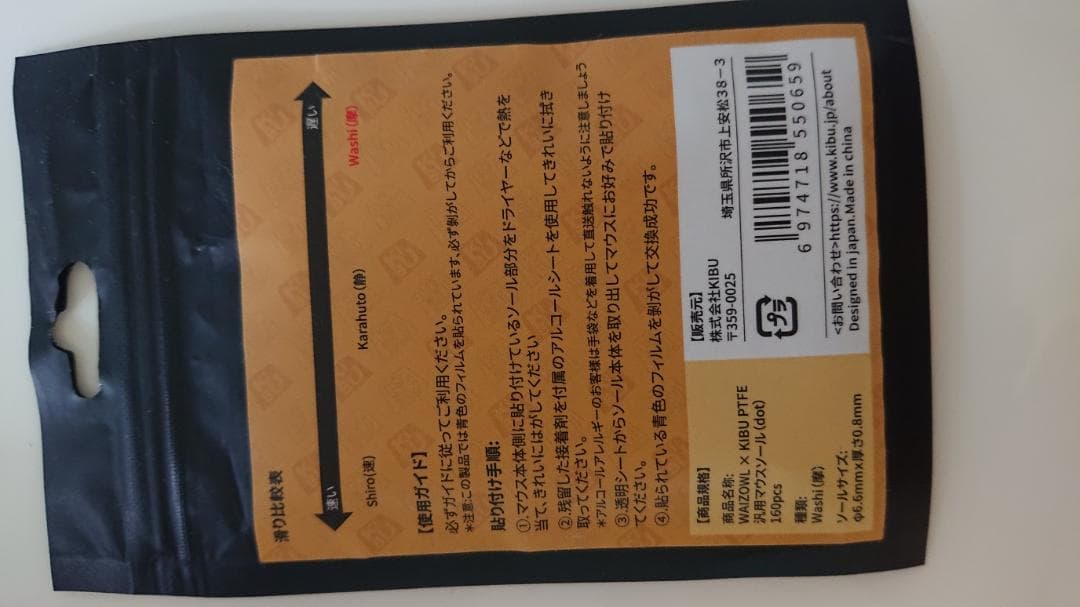 滑り比較表
速い
遅い
Shiro(速)
Karahuto(静)
Washi(摩)
【使用ガイド】
必ずガイドに従ってご利用ください。
*注意:この製品では青色のフィルムを貼られています、必ず剝がしてからご利用ください。
貼り付け手順:
①.マウス本体側に貼り付けているソール部分をドライヤーなどで熱を
当て、きれいにはがしてください
②.残留した接着剤を付属のアルコールシートを使用してきれいに拭き
取ってください。
*アルコールアレルギーのお客様は手袋などを着用して直送触れないように注意しましょう
③.透明シートからソール本体を取り出してマウスにお好みで貼り付け
てください。
④.貼られている青色のフィルムを剝がして交換成功です。
【商品規格】
商品名称:
WAIZOWL × KIBU PTFE
汎用マウスソール(dot)
160pcs
種類:
Washi(摩)
ソールサイズ:
φ6.6mmx厚さ0.8mm
【販売元】
株式会社KIBU
〒359-0025
埼玉県所沢市上安松38-3
プラ
6 974718 550659
<お問い合わせ>https://www.kibu.jp/about
Designed in japan.Made in china